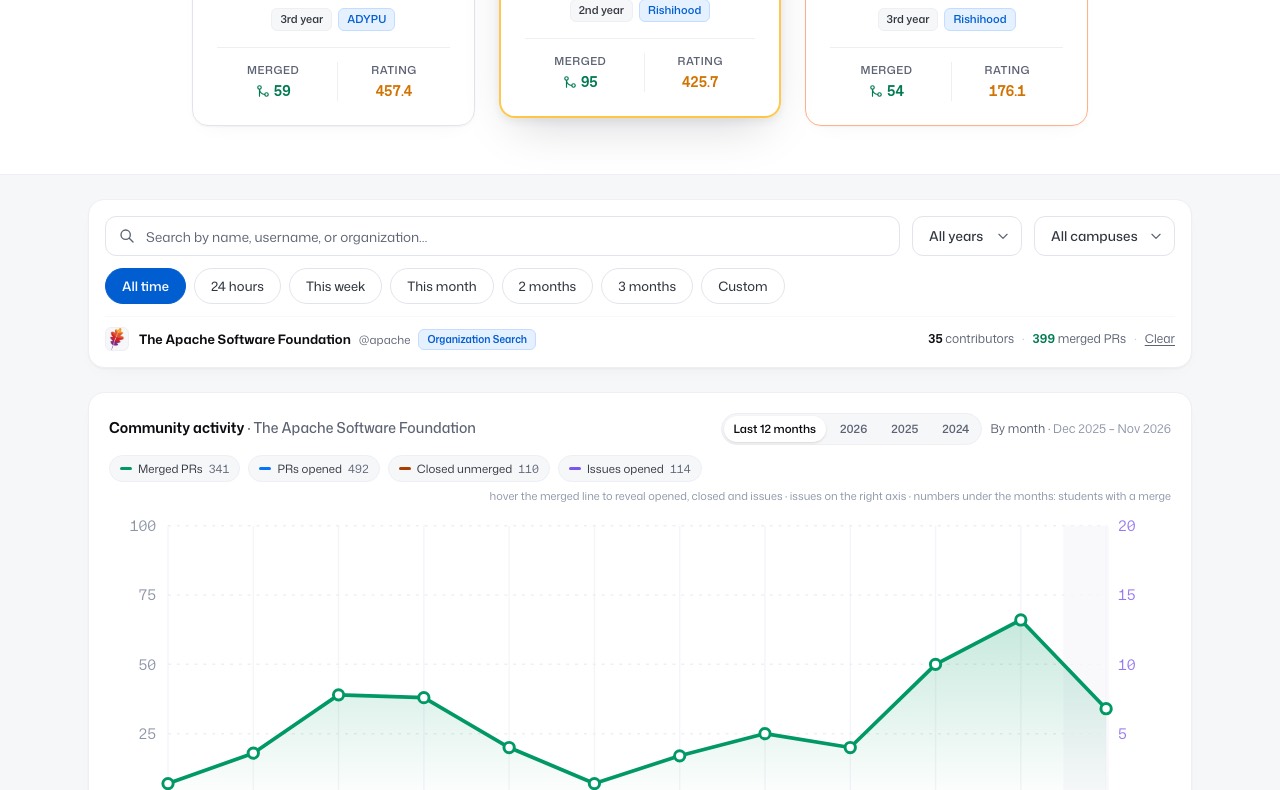 3rd year ADYPU 2nd year Rishihood 3rd year Rishihood
MERGED RATING MERGED RATING MERGED RATING
59 457.4 95 425.7 54 176.1
Search by name, username, or organization... All years All campuses
All time 24 hours This week This month 2 months 3 months Custom
The Apache Software Foundation @apache Organization Search 35 contributors · 399 merged PRs · Clear
Community activity · The Apache Software Foundation Last 12 months 2026 2025 2024 By month · Dec 2025 – Nov 2026
Merged PRs 341 PRs opened 492 Closed unmerged 110 Issues opened 114
hover the merged line to reveal opened, closed and issues · issues on the right axis · numbers under the months: students with a merge
100 20
75 15
50 10
25 5